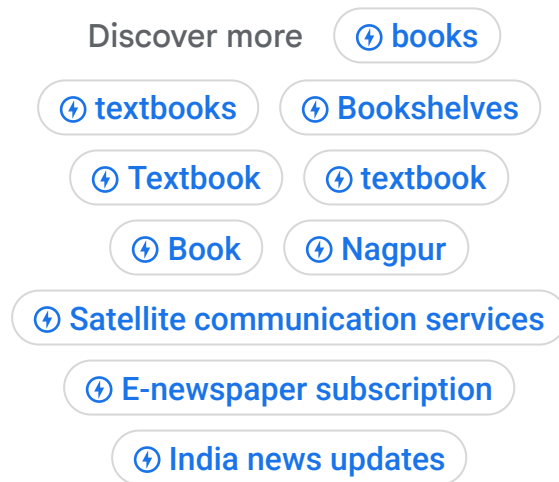 Discover more books
textbooks Bookshelves
Textbook textbook
Book Nagpur
Satellite communication services
E-newspaper subscription
India news updates